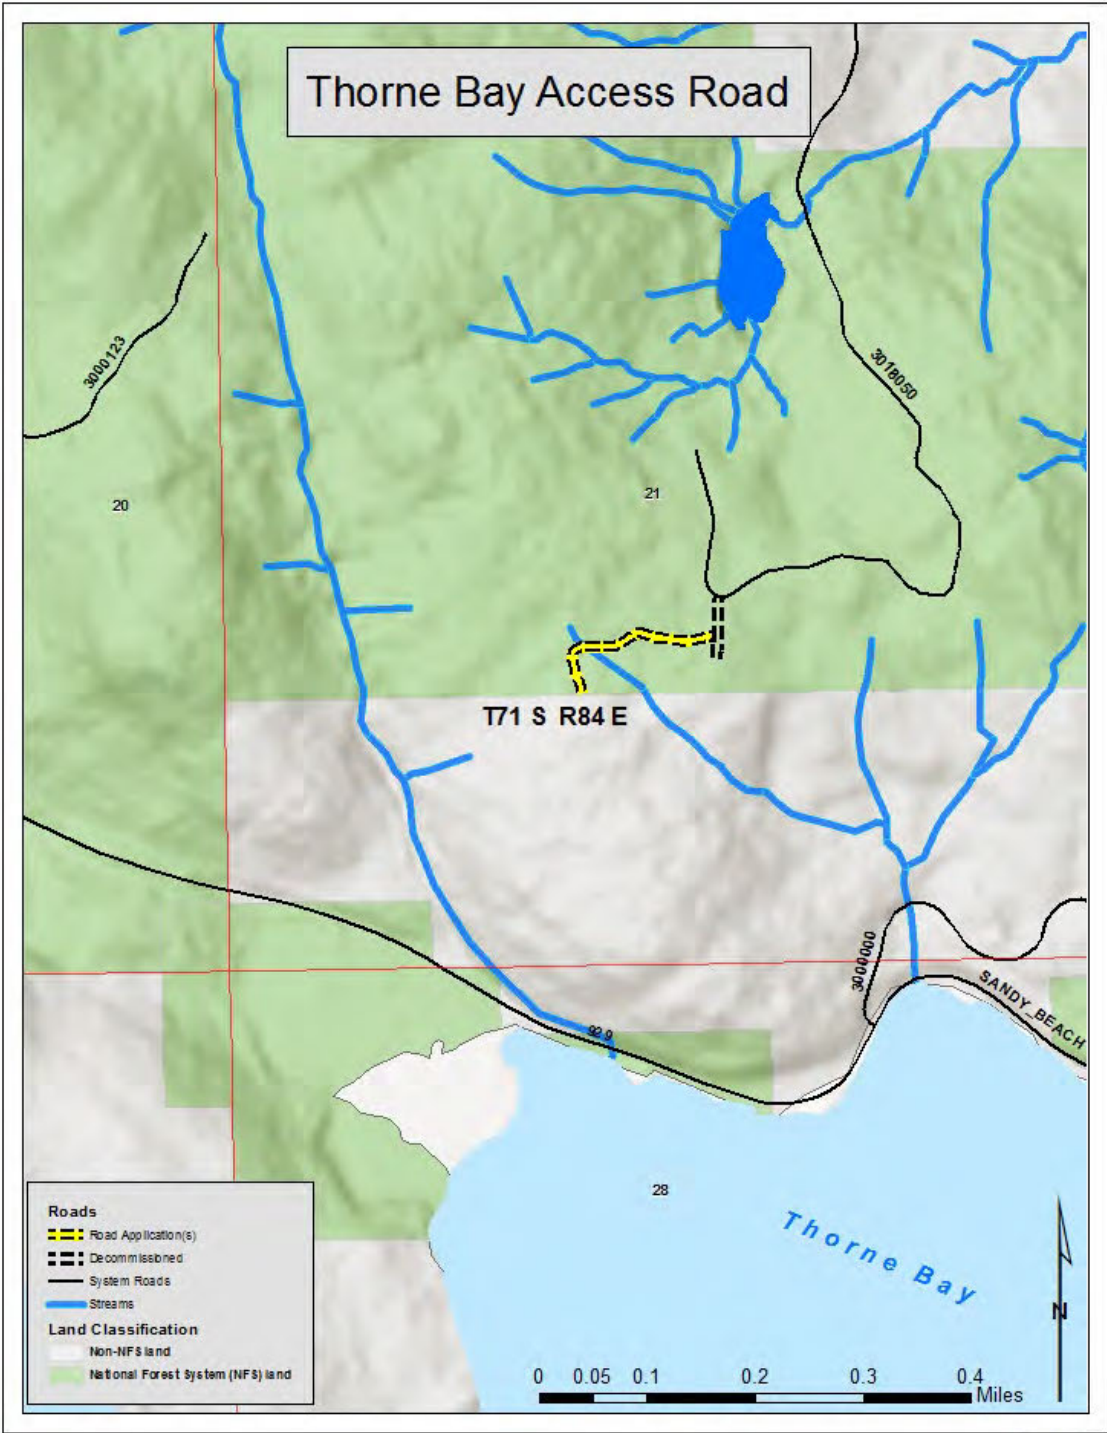 Thorne Bay Access Road
3000123
3018050
20
21
T71 S R84 E
3000000
SANDY_BEACH
92.9
28
Thorne Bay
Roads
Road Application(s)
Decommissioned
System Roads
Streams
Land Classification
Non-NFS land
National Forest System (NFS) land
N
0 0.05 0.1 0.2 0.3 0.4
Miles